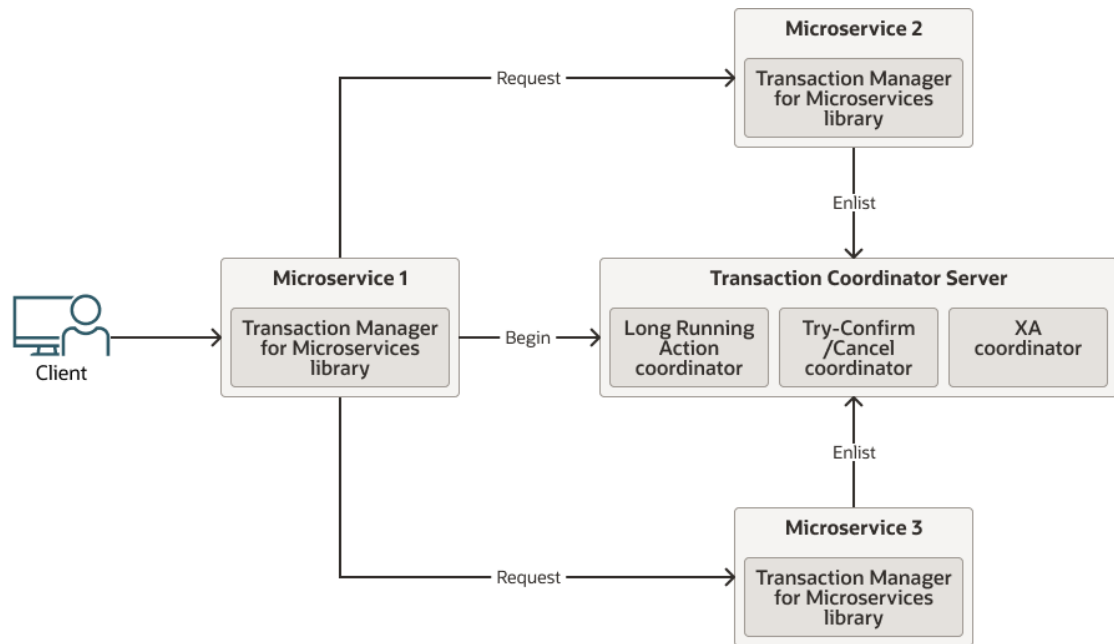 Microservice 2
Transaction Manager
for Microservices
library
Request
Enlist
Microservice 1
Transaction Manager
for Microservices
library
Client
Begin
Transaction Coordinator Server
Long Running
Action
coordinator
Try-Confirm
/Cancel
coordinator
XA
coordinator
Enlist
Microservice 3
Transaction Manager
for Microservices
library
Request